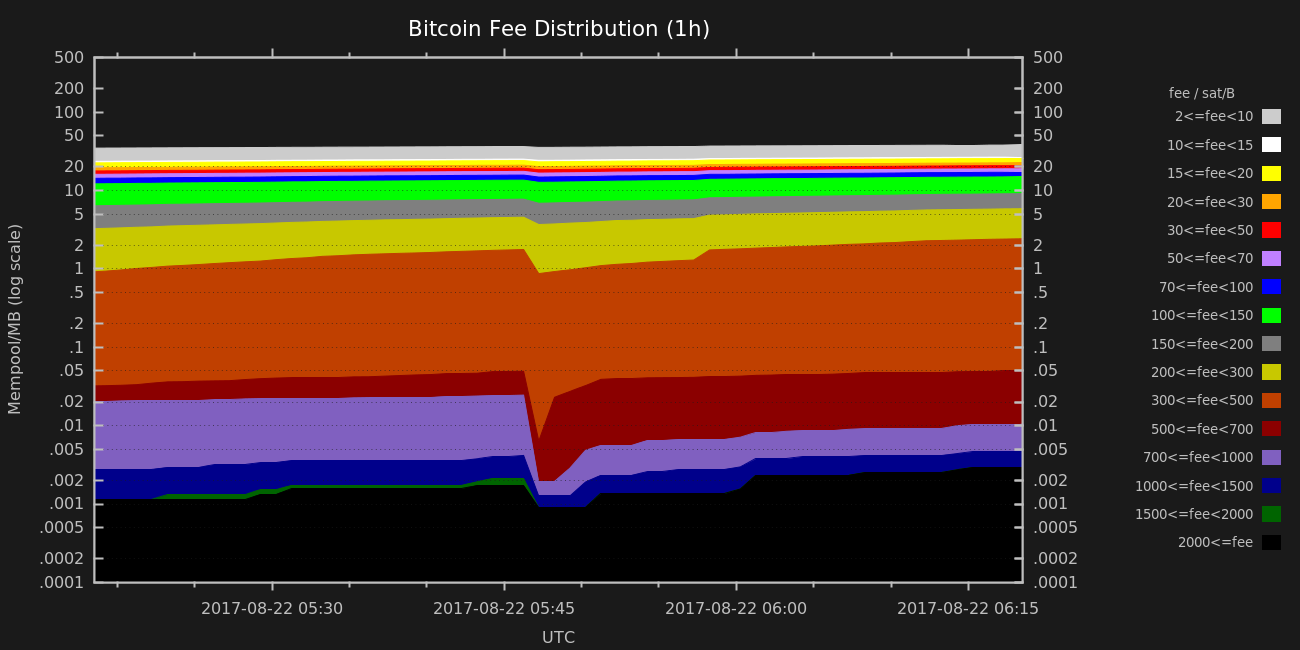 Bitcoin Fee Distribution (1h)
Mempool/MB (log scale)
500
200
100
50
20
10
5
2
1
.5
.2
.1
.05
.02
.01
.005
.002
.001
.0005
.0002
.0001
500
200
100
50
20
10
5
2
1
.5
.2
.1
.05
.02
.01
.005
.002
.001
.0005
.0002
.0001
fee / sat/B
2<=fee<10
10<=fee<15
15<=fee<20
20<=fee<30
30<=fee<50
50<=fee<70
70<=fee<100
100<=fee<150
150<=fee<200
200<=fee<300
300<=fee<500
500<=fee<700
700<=fee<1000
1000<=fee<1500
1500<=fee<2000
2000<=fee
2017-08-22 05:30 2017-08-22 05:45 2017-08-22 06:00 2017-08-22 06:15
UTC